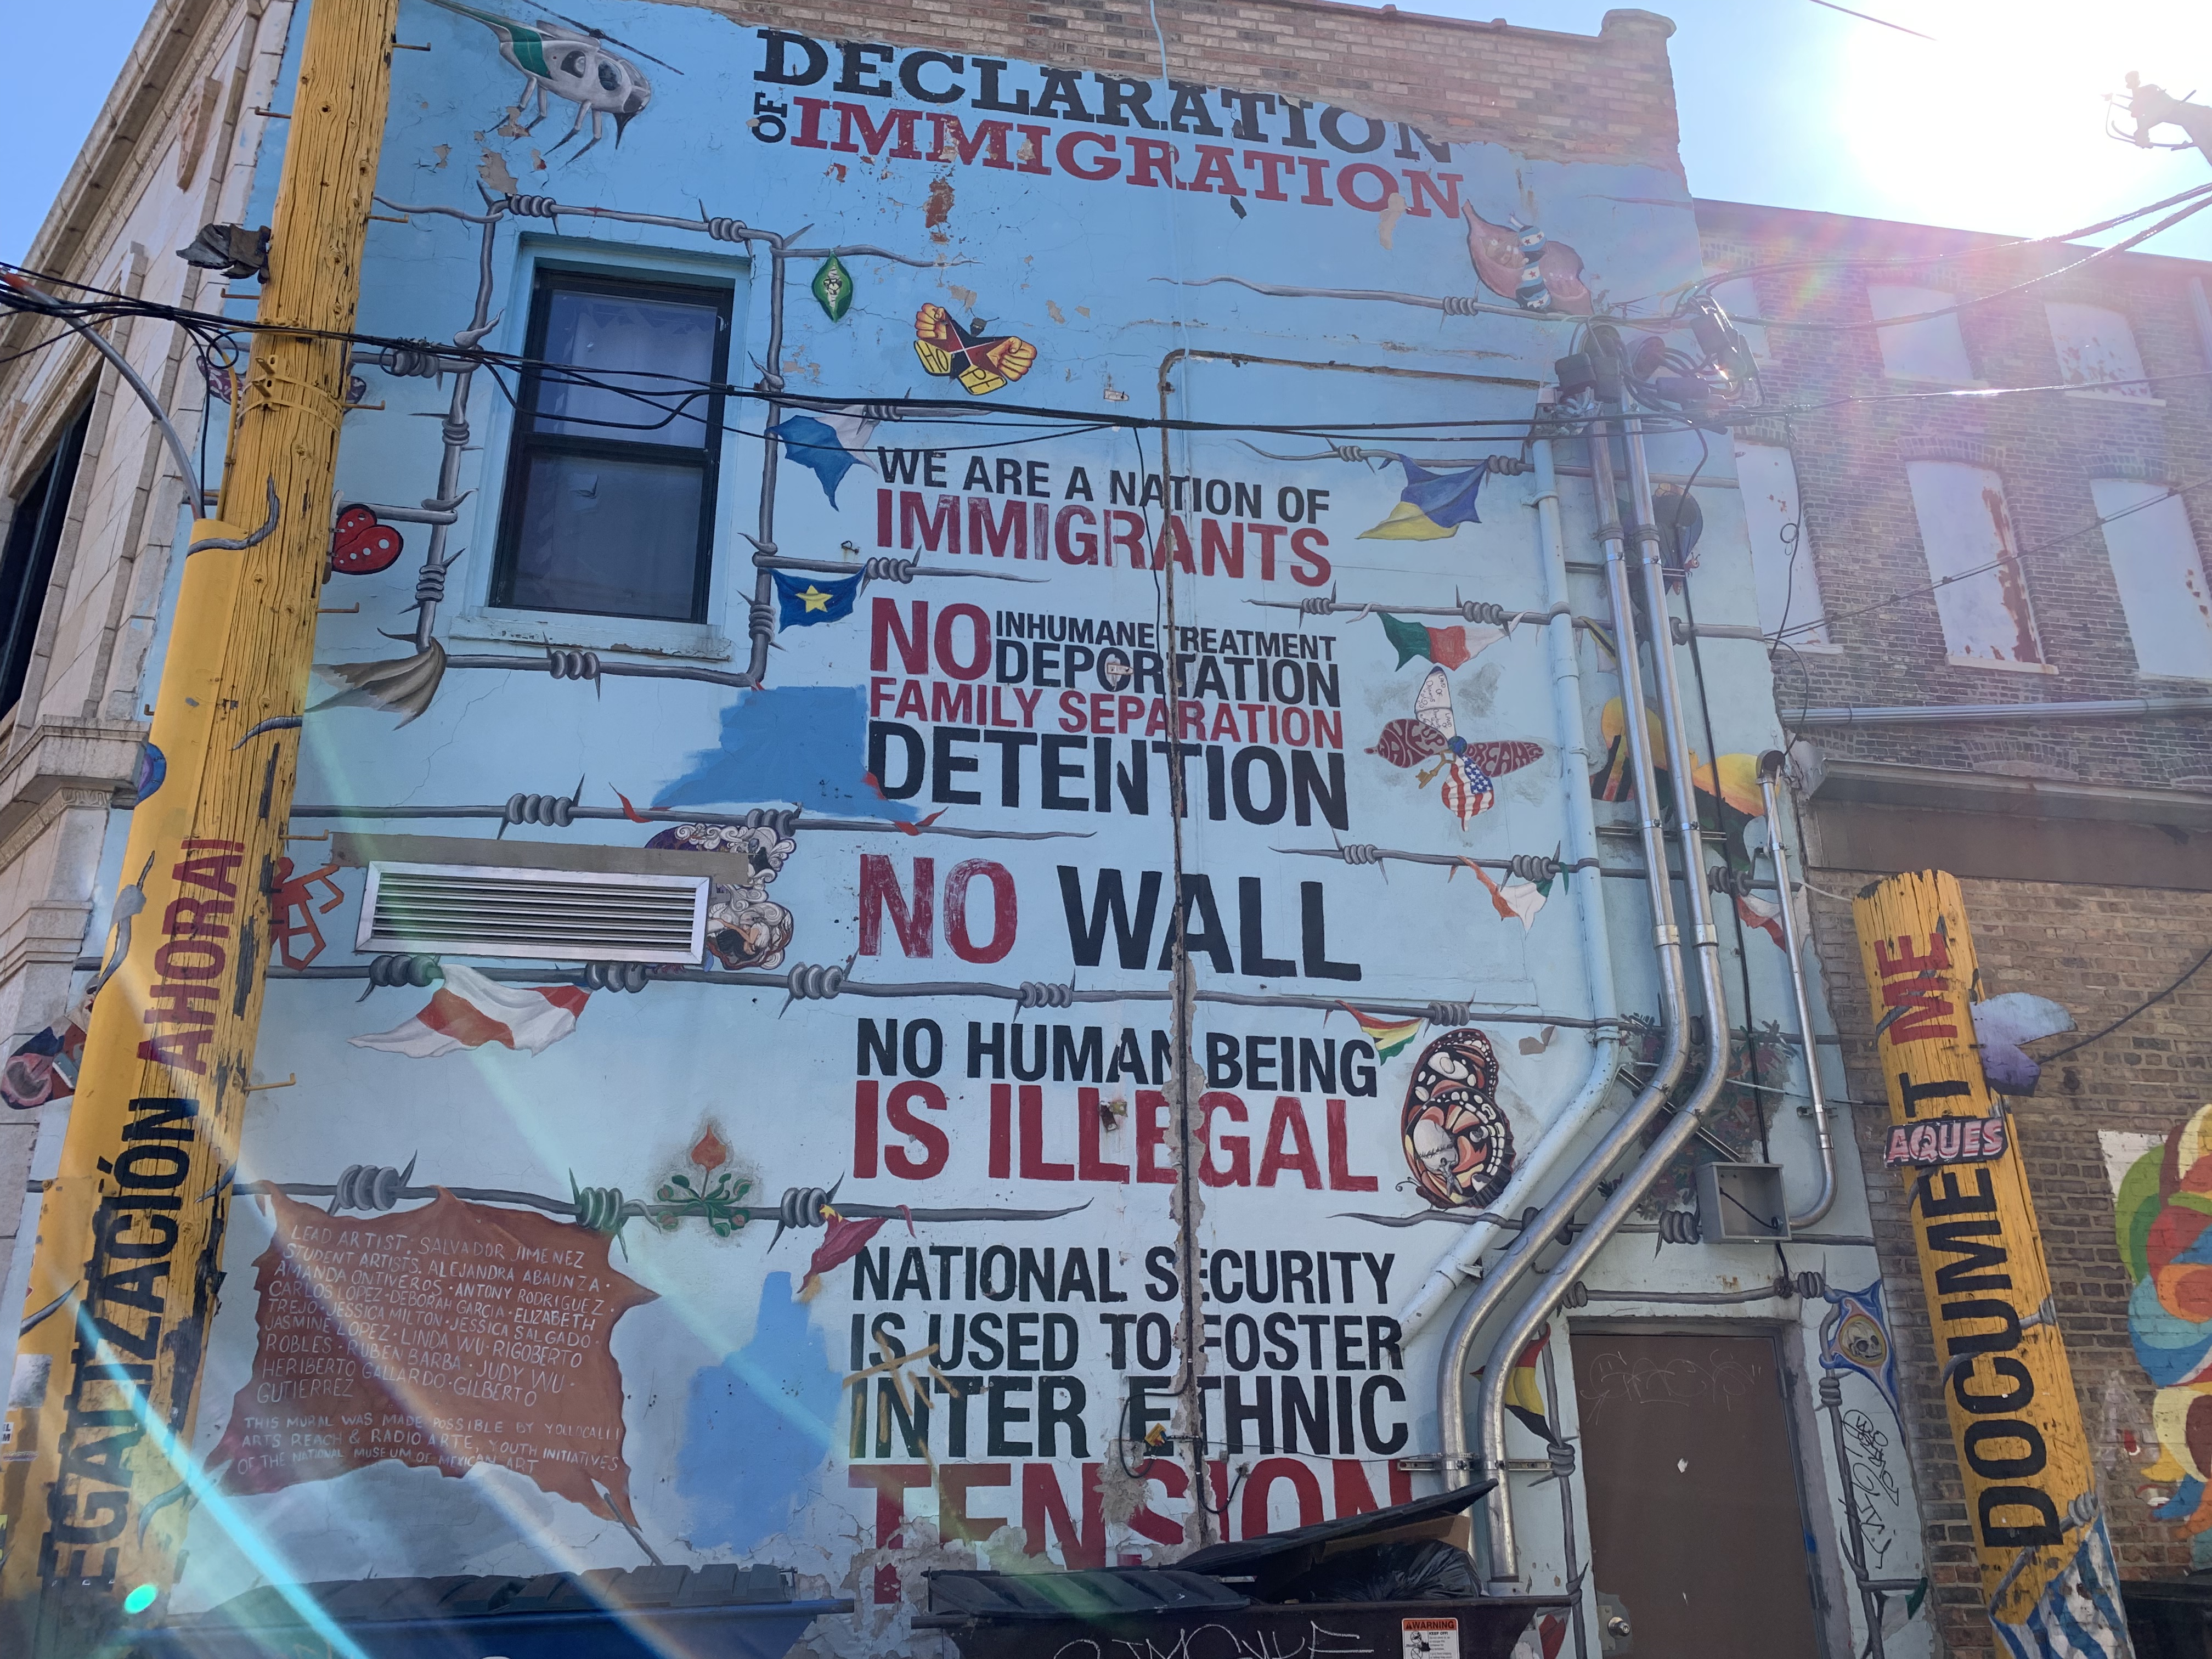 DECLARATION
OF IMMIGRATION
HOPE
WE ARE A NATION OF
IMMIGRANTS
NO INHUMANE TREATMENT
DEPORTATION
FAMILY SEPARATION
DETENTION
WAKE UP DREAMERS
NO WALL
NO HUMAN BEING
IS ILLEGAL
NATIONAL SECURITY
IS USED TO FOSTER
INTER ETHNIC
TENSION
EGALIZACIÓN AHORA!
LEAD ARTIST. SALVADOR JIMENEZ
STUDENT ARTISTS. ALEJANDRA ABAUNZA·
AMANDA ONTIVEROS·ANTONY RODRIGUEZ·
CARLOS LOPEZ·DEBORAH GARCIA·ELIZABETH
TREJO·JESSICA MILTON·JESSICA SALGADO·
JASMINE LOPEZ·LINDA WU·RIGOBERTO
ROBLES·RUBEN BARBA·JUDY WU·
HERIBERTO GALLARDO·GILBERTO
GUTIERREZ
THIS MURAL WAS MADE POSSIBLE BY YOLLOCALLI
ARTS REACH & RADIO ARTE, YOUTH INITIATIVES
OF THE NATIONAL MUSEUM OF MEXICAN ART
DOCUMENT ME
AQUES
WARNING